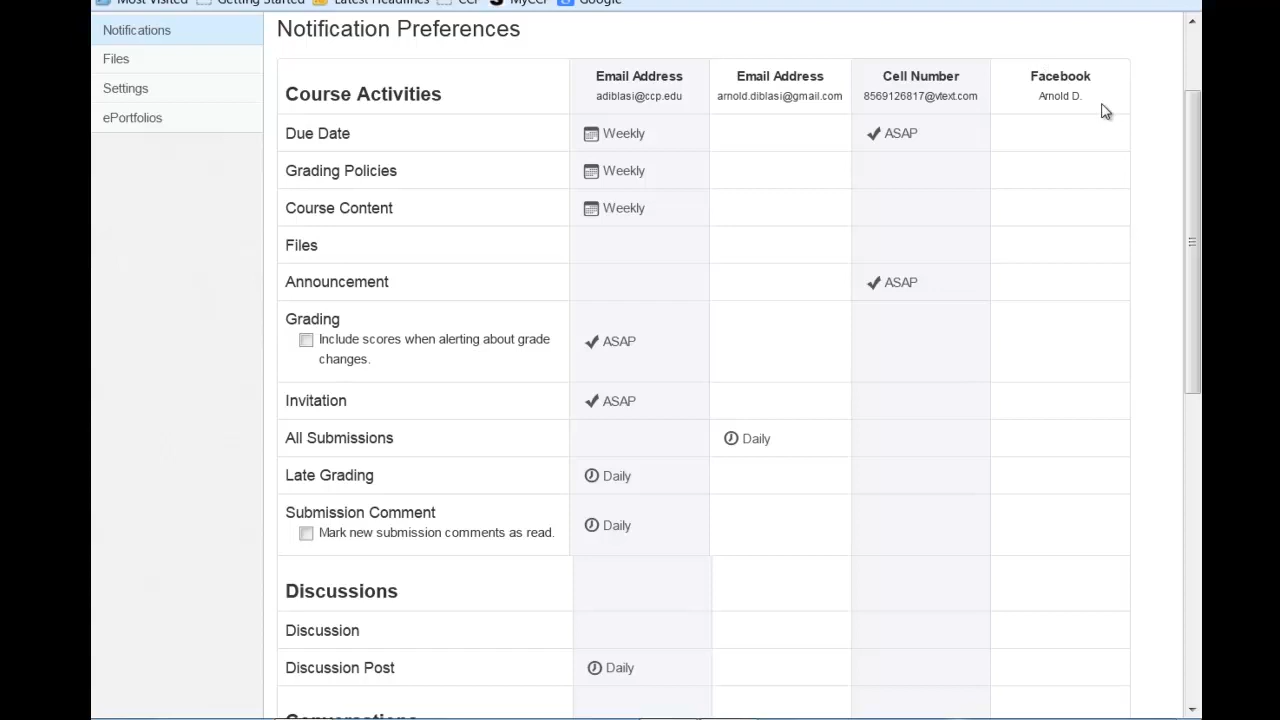 Most Visited Getting Started Latest Headlines CCP MyCCP Google
Notifications
Files
Settings
ePortfolios
Notification Preferences
Course Activities
Email Address
adiblasi@ccp.edu
Email Address
arnold.diblasi@gmail.com
Cell Number
8569126817@vtext.com
Facebook
Arnold D.
Due Date Weekly ASAP
Grading Policies Weekly
Course Content Weekly
Files
Announcement ASAP
Grading
Include scores when alerting about grade
changes.
ASAP
Invitation ASAP
All Submissions Daily
Late Grading Daily
Submission Comment
Mark new submission comments as read.
Daily
Discussions
Discussion
Discussion Post Daily
Conversations